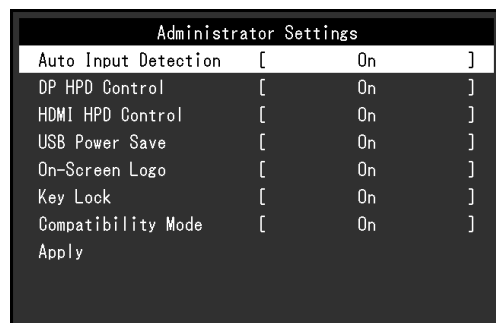 Administrator Settings
Auto Input Detection [ On ]
DP HPD Control [ On ]
HDMI HPD Control [ On ]
USB Power Save [ On ]
On-Screen Logo [ On ]
Key Lock [ On ]
Compatibility Mode [ On ]
Apply